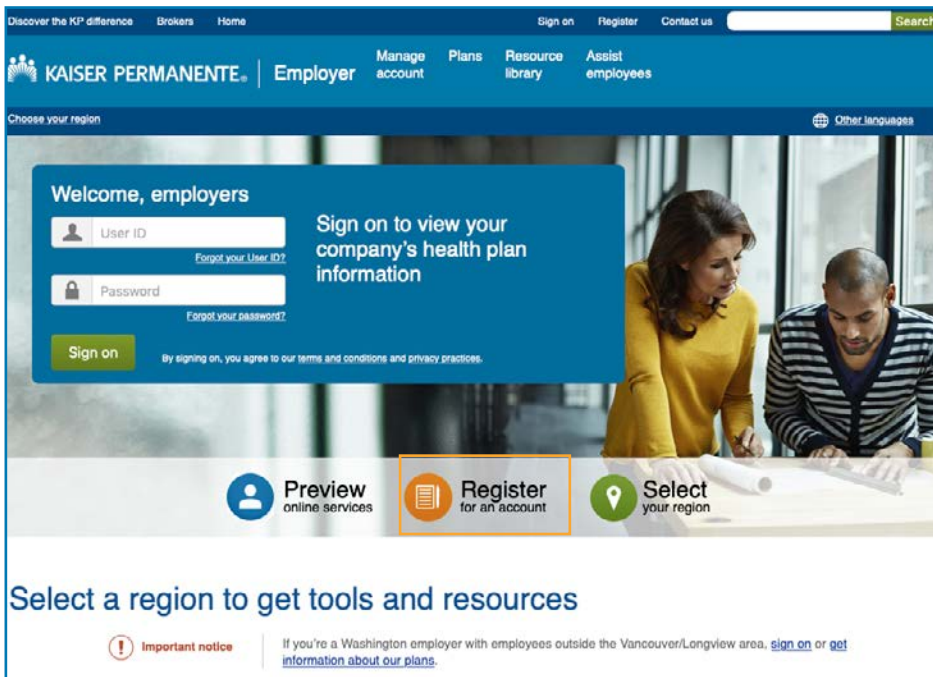 Discover the KP difference Brokers Home Sign on Register Contact us Search
KAISER PERMANENTE® Employer
Manage account
Plans
Resource library
Assist employees
Choose your region
Other languages
Welcome, employers
User ID
Forgot your User ID?
Password
Forgot your password?
Sign on
By signing on, you agree to our terms and conditions and privacy practices.
Sign on to view your
company's health plan
information
Preview
online services
Register
for an account
Select
your region
Select a region to get tools and resources
Important notice
If you're a Washington employer with employees outside the Vancouver/Longview area, sign on or get
information about our plans.